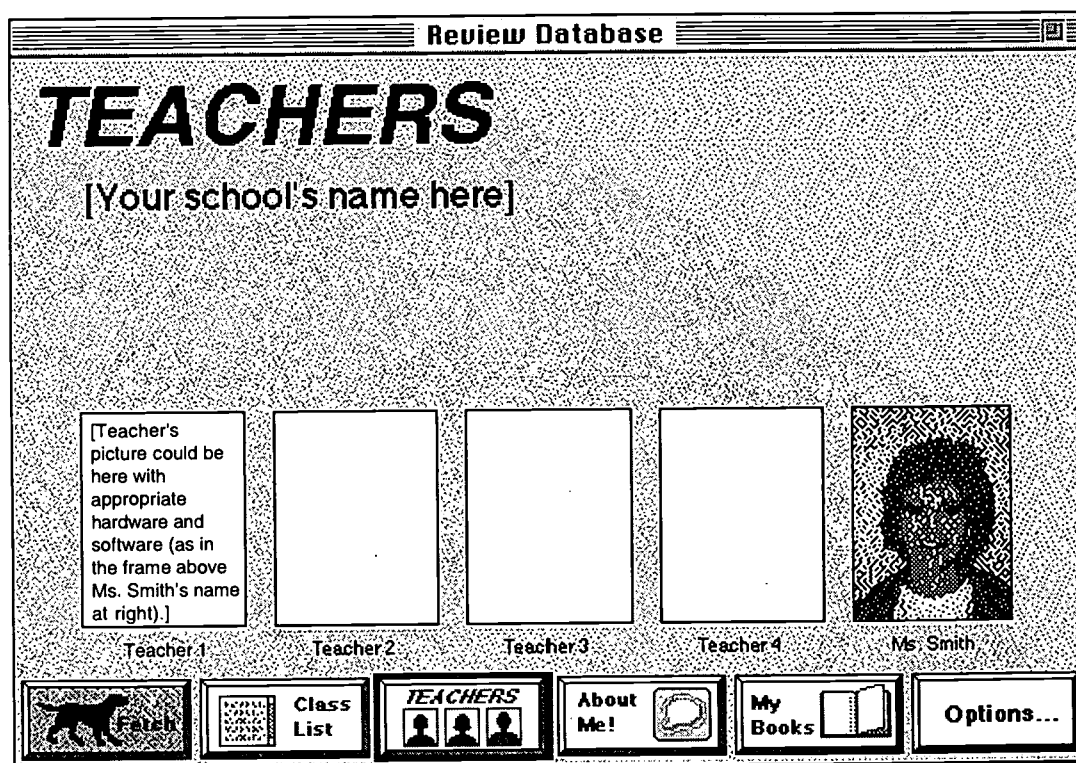 Review Database
TEACHERS
[Your school's name here]
[Teacher's
picture could be
here with
appropriate
hardware and
software (as in
the frame above
Ms. Smith's name
at right).]
Teacher 1
Teacher 2
Teacher 3
Teacher 4
Ms. Smith
Fetch
Class
List
TEACHERS
About
Me!
My
Books
Options...